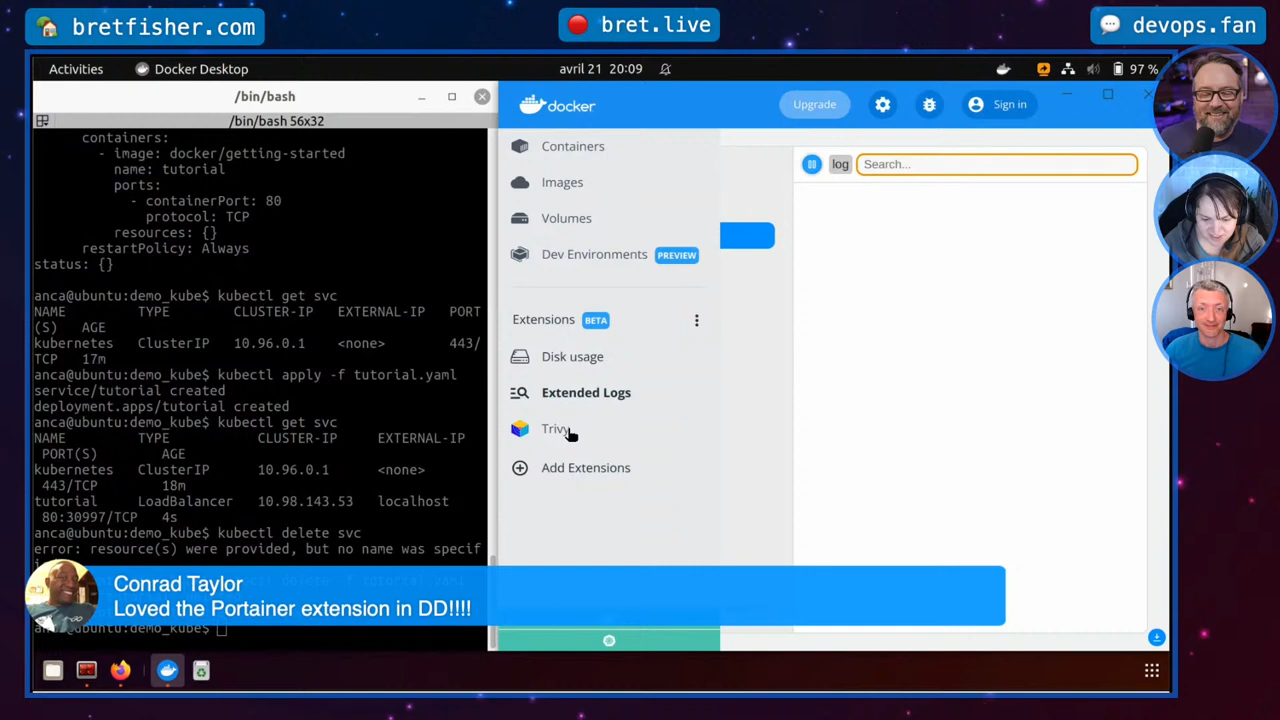 bretfisher.com
bret.live
devops.fan
Activities
Docker Desktop
avril 21 20:09
97 %
/bin/bash
/bin/bash 56x32
containers:
- image: docker/getting-started
name: tutorial
ports:
- containerPort: 80
protocol: TCP
resources: {}
restartPolicy: Always
status: {}
anca@ubuntu:demo_kube$ kubectl get svc
NAME TYPE CLUSTER-IP EXTERNAL-IP PORT
(S) AGE
kubernetes ClusterIP 10.96.0.1 <none> 443/
TCP 17m
anca@ubuntu:demo_kube$ kubectl apply -f tutorial.yaml
service/tutorial created
deployment.apps/tutorial created
anca@ubuntu:demo_kube$ kubectl get svc
NAME TYPE CLUSTER-IP EXTERNAL-IP
PORT(S) AGE
kubernetes ClusterIP 10.96.0.1 <none>
443/TCP 18m
tutorial LoadBalancer 10.98.143.53 localhost
80:30997/TCP 4s
anca@ubuntu:demo_kube$ kubectl delete svc
error: resource(s) were provided, but no name was specif
anca@ubuntu:demo_kube$
docker
Upgrade
Sign in
Containers
Images
Volumes
Dev Environments PREVIEW
Extensions BETA
Disk usage
Extended Logs
Trivy
Add Extensions
log
Search...
Conrad Taylor
Loved the Portainer extension in DD!!!!